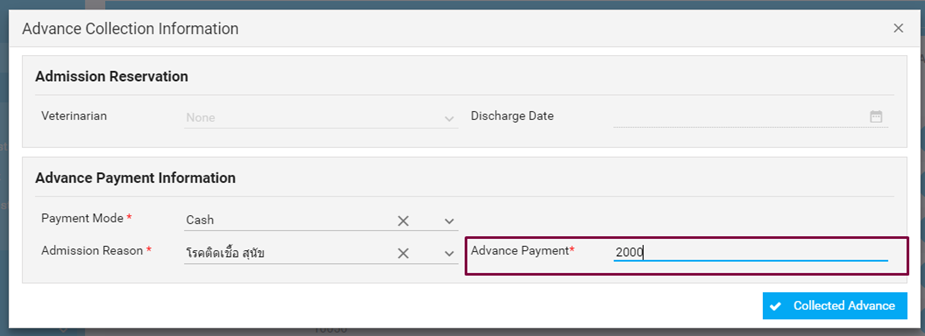 Advance Collection Information
Admission Reservation
Veterinarian None Discharge Date
Advance Payment Information
Payment Mode * Cash
Admission Reason * โรคติดเชื้อ สุนัข Advance Payment* 2000
Collected Advance